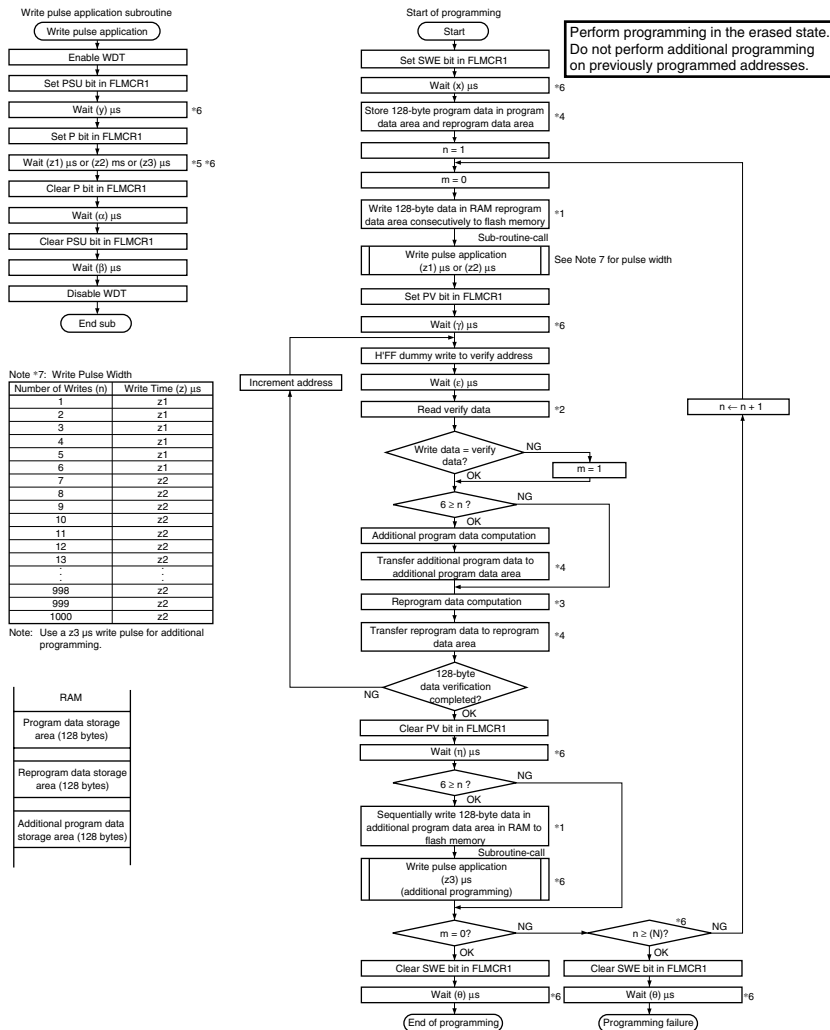 Write pulse application subroutine
Write pulse application
Enable WDT
Set PSU bit in FLMCR1
Wait (y) μs
*6
Set P bit in FLMCR1
Wait (z1) μs or (z2) ms or (z3) μs
*5 *6
Clear P bit in FLMCR1
Wait (α) μs
Clear PSU bit in FLMCR1
Wait (β) μs
Disable WDT
End sub
Note *7: Write Pulse Width
Number of Writes (n) Write Time (z) μs
1 z1
2 z1
3 z1
4 z1
5 z1
6 z1
7 z2
8 z2
9 z2
10 z2
11 z2
12 z2
13 z2
998 z2
999 z2
1000 z2
Note: Use a z3 μs write pulse for additional
programming.
RAM
Program data storage
area (128 bytes)
Reprogram data storage
area (128 bytes)
Additional program data
storage area (128 bytes)
Start of programming
Start
Set SWE bit in FLMCR1
Wait (x) μs
*6
Store 128-byte program data in program
data area and reprogram data area
*4
n = 1
m = 0
Write 128-byte data in RAM reprogram
data area consecutively to flash memory
*1
Sub-routine-call
Write pulse application
(z1) μs or (z2) μs
See Note 7 for pulse width
Set PV bit in FLMCR1
Wait (γ) μs
*6
H'FF dummy write to verify address
Increment address
Wait (ε) μs
Read verify data
*2
Write data = verify
data?
NG
m = 1
OK
6 ≥ n ?
NG
OK
Additional program data computation
Transfer additional program data to
additional program data area
*4
Reprogram data computation
*3
Transfer reprogram data to reprogram
data area
*4
128-byte
data verification
completed?
NG
OK
Clear PV bit in FLMCR1
Wait (η) μs
*6
6 ≥ n ?
NG
OK
Sequentially write 128-byte data in
additional program data area in RAM to
flash memory
*1
Subroutine-call
Write pulse application
(z3) μs
(additional programming)
*6
m = 0?
NG
OK
Clear SWE bit in FLMCR1
Wait (θ) μs
*6
End of programming
n ≥ (N)?
*6
NG
OK
Clear SWE bit in FLMCR1
Wait (θ) μs
*6
Programming failure
n ← n + 1
Perform programming in the erased state.
Do not perform additional programming
on previously programmed addresses.